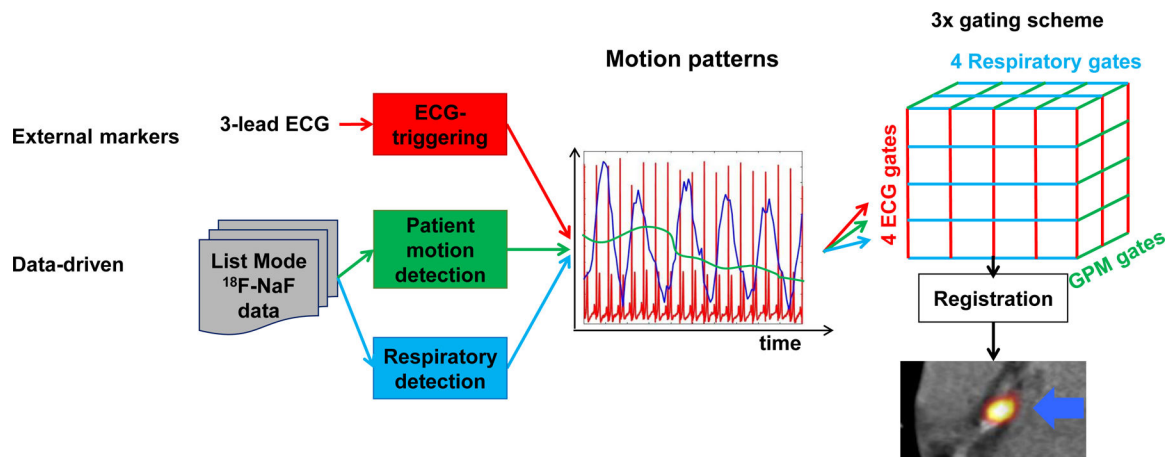 3x gating scheme
Motion patterns
4 Respiratory gates
External markers
3-lead ECG
ECG-
triggering
4 ECG gates
GPM gates
Data-driven
List Mode
¹⁸F-NaF
data
Patient
motion
detection
Respiratory
detection
time
Registration